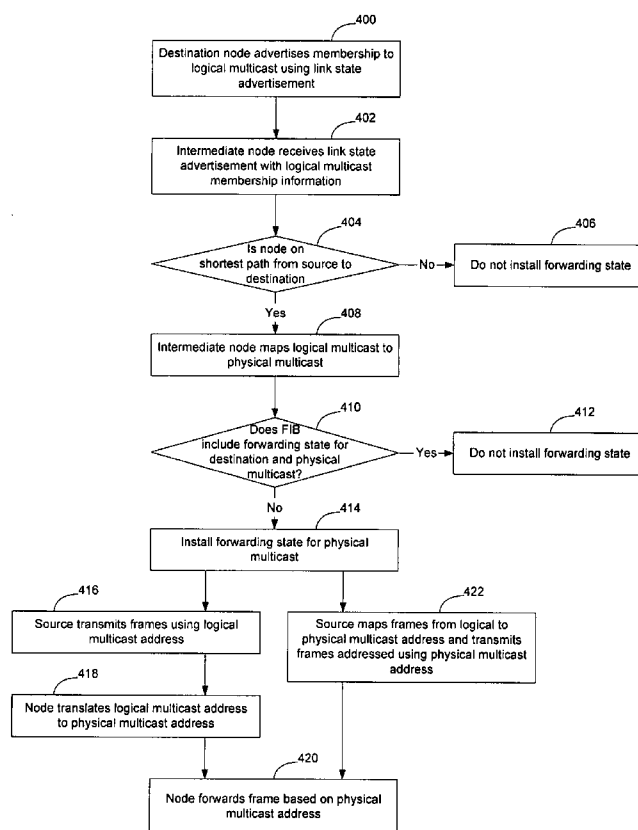 400
Destination node advertises membership to
logical multicast using link state
advertisement
402
Intermediate node receives link state
advertisement with logical multicast
membership information
404
Is node on
shortest path from source to
destination
No
406
Do not install forwarding state
Yes
408
Intermediate node maps logical multicast to
physical multicast
410
Does FIB
include forwarding state for
destination and physical
multicast?
Yes
412
Do not install forwarding state
No
414
Install forwarding state for physical
multicast
416
Source transmits frames using logical
multicast address
422
Source maps frames from logical to
physical multicast address and transmits
frames addressed using physical multicast
address
418
Node translates logical multicast address
to physical multicast address
420
Node forwards frame based on physical
multicast address